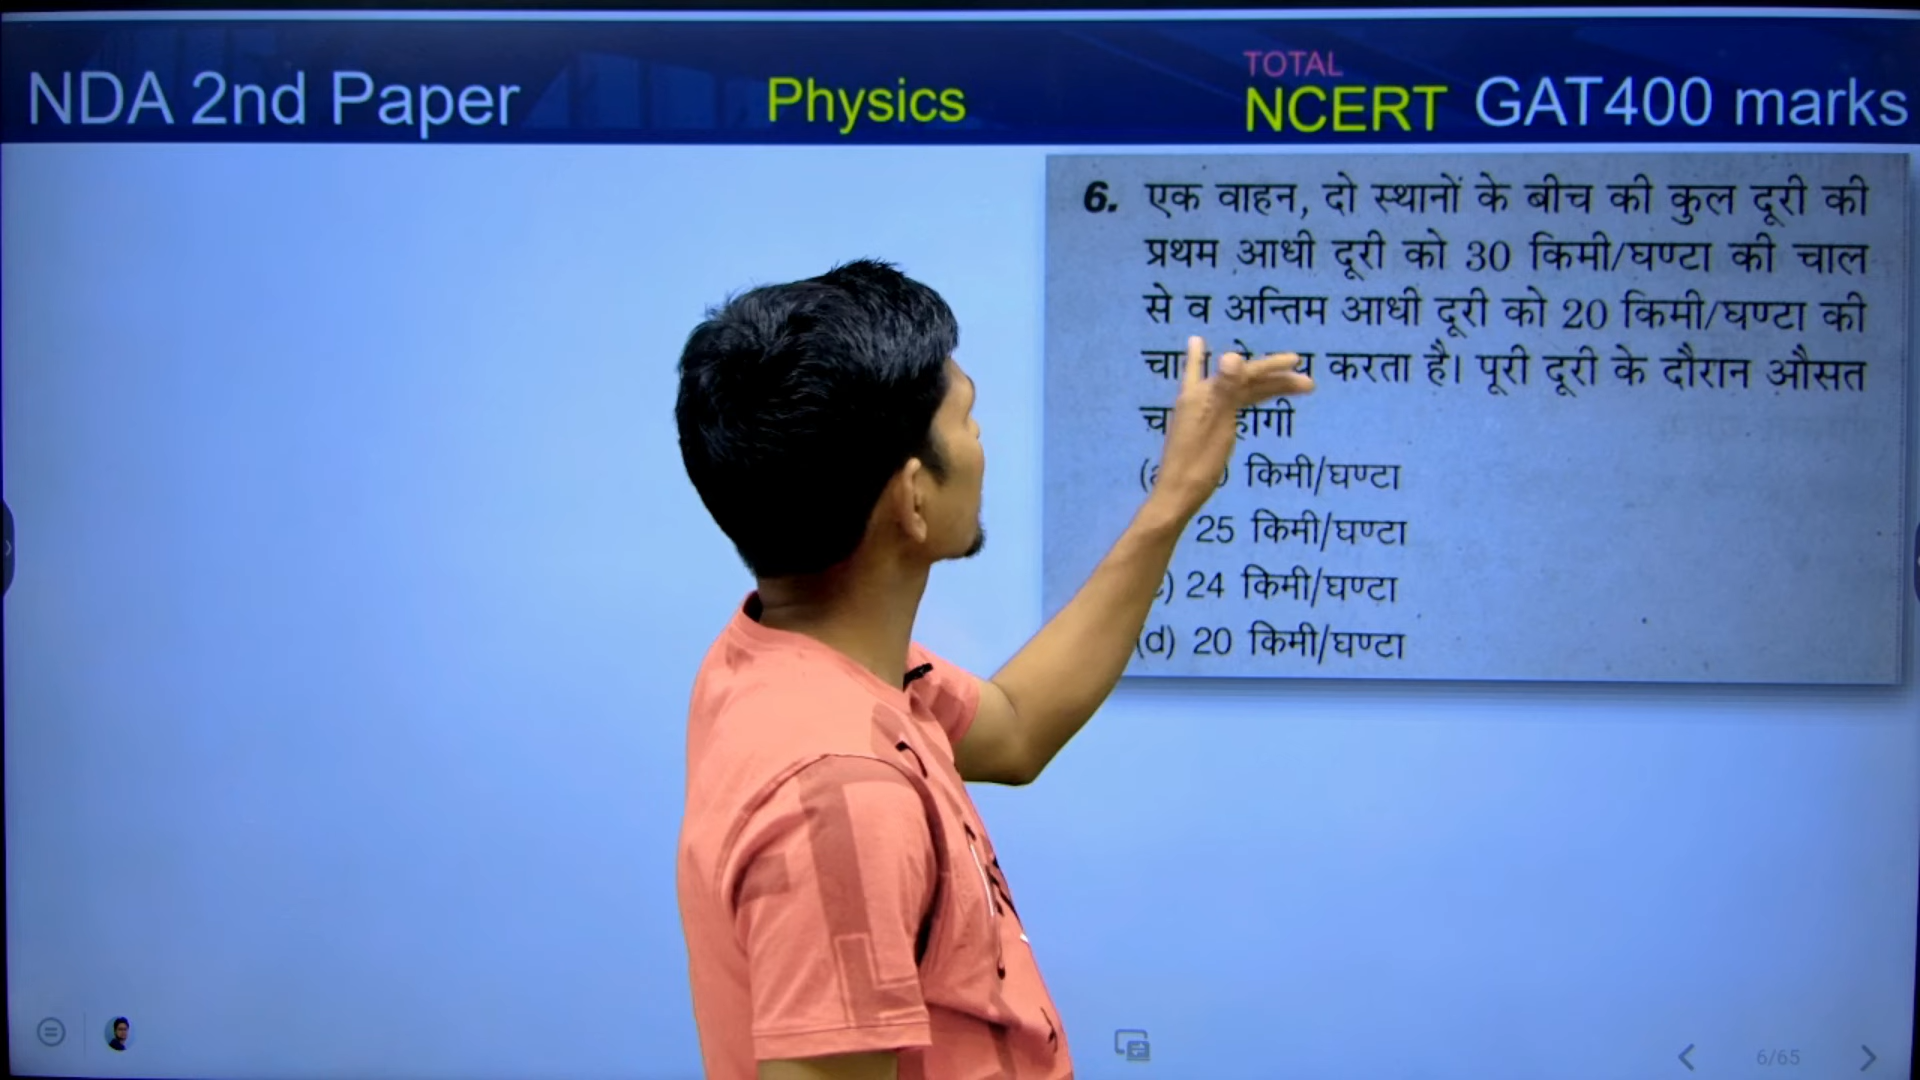 NDA 2nd Paper
Physics
TOTAL
NCERT
GAT400 marks
6. एक वाहन, दो स्थानों के बीच की कुल दूरी की
प्रथम आधी दूरी को 30 किमी/घण्टा की चाल
से व अन्तिम आधी दूरी को 20 किमी/घण्टा की
करता है। पूरी दूरी के दौरान औसत
होगी
किमी/घण्टा
25 किमी/घण्टा
24 किमी/घण्टा
(d) 20 किमी/घण्टा
6/65